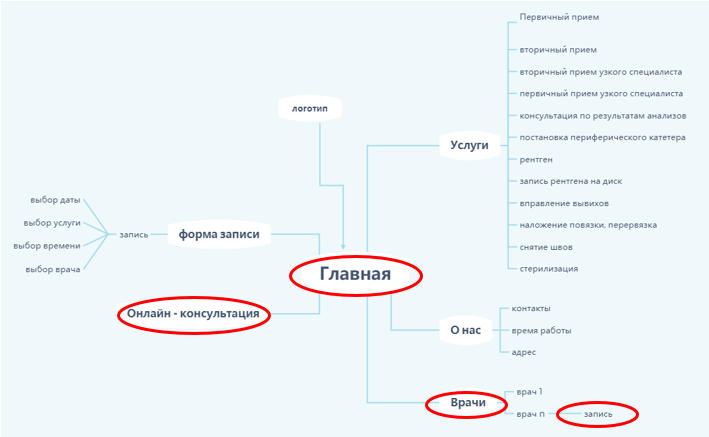 Первичный прием
вторичный прием
вторичный прием узкого специалиста
первичный прием узкого специалиста
консультация по результатам анализов
постановка периферического катетера
рентген
запись рентгена на диск
вправление вывихов
наложение повязки, перервязка
снятие швов
стерилизация
Услуги
логотип
выбор даты
выбор услуги
выбор времени
выбор врача
запись
форма записи
Главная
Онлайн - консультация
О нас
контакты
время работы
адрес
Врачи
врач 1
врач n
запись